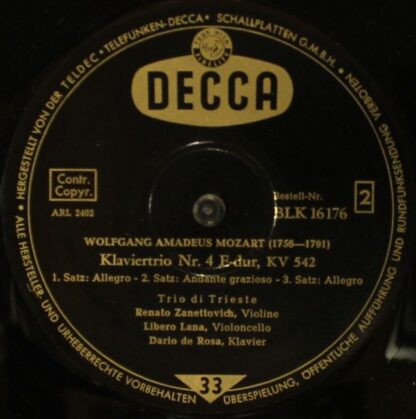 HERGESTELLT VON DER TELDEC • TELEFUNKEN-DECCA • SCHALLPLATTEN G.M.B.H. •
DECCA
Contr.
Copyr.
ARL 2402
Bestell-Nr.
BLK 16176
2
WOLFGANG AMADEUS MOZART (1756—1791)
Klaviertrio Nr. 4 E-dur, KV 542
1. Satz: Allegro - 2. Satz: Andante grazioso - 3. Satz: Allegro
Trio di Trieste
Renato Zanettovich, Violine
Libero Lana, Violoncello
Dario de Rosa, Klavier
33
ALLE HERSTELLER- UND URHEBERRECHTE VORBEHALTEN
ÜBERSPIELUNG, ÖFFENTLICHE AUFFÜHRUNG UND RUNDFUNKSENDUNG VERBOTEN